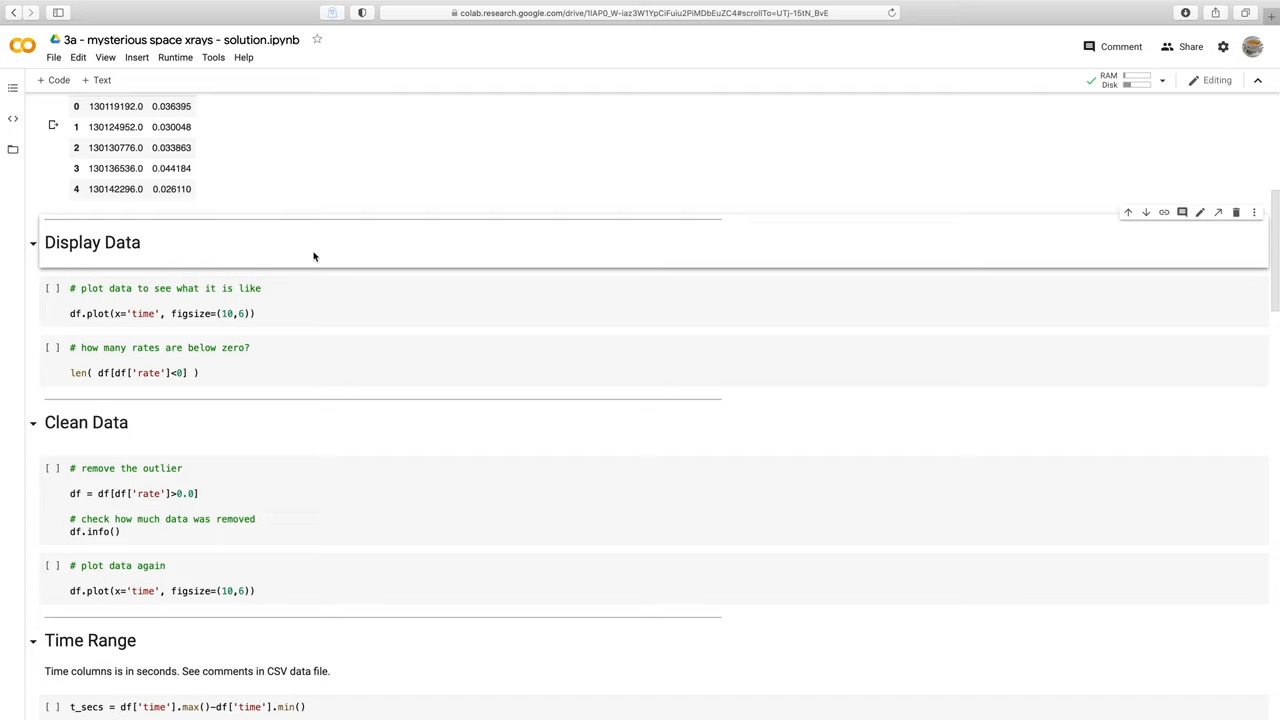 colab.research.google.com/drive/1IAP0_W-iaz3W1YpCiFuiu2PiMDbEuZC4#scrollTo=UTj-15tN_BvE
3a - mysterious space xrays - solution.ipynb
File Edit View Insert Runtime Tools Help
Comment
Share
+ Code + Text
RAM
Disk
Editing
0 130119192.0 0.036395
1 130124952.0 0.030048
2 130130776.0 0.033863
3 130136536.0 0.044184
4 130142296.0 0.026110
Display Data
[ ] # plot data to see what it is like
df.plot(x='time', figsize=(10,6))
[ ] # how many rates are below zero?
len( df[df['rate']<0] )
Clean Data
[ ] # remove the outlier
df = df[df['rate']>0.0]
# check how much data was removed
df.info()
[ ] # plot data again
df.plot(x='time', figsize=(10,6))
Time Range
Time columns is in seconds. See comments in CSV data file.
[ ] t_secs = df['time'].max()-df['time'].min()